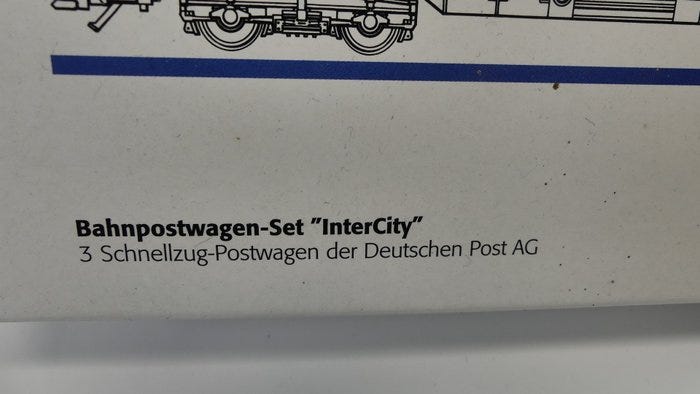 Bahnpostwagen-Set "InterCity"
3 Schnellzug-Postwagen der Deutschen Post AG